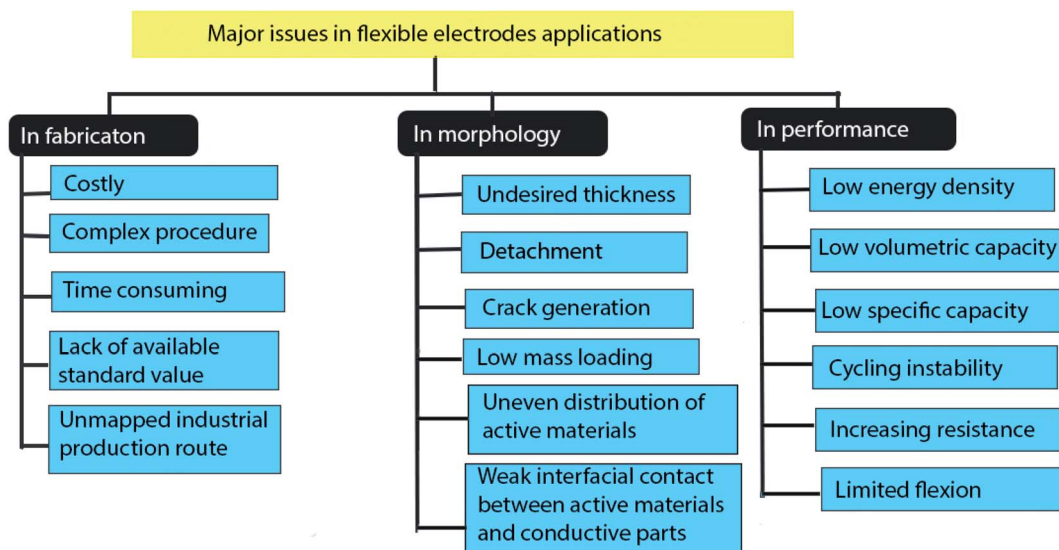 Major issues in flexible electrodes applications
In fabricaton
Costly
Complex procedure
Time consuming
Lack of available
standard value
Unmapped industrial
production route
In morphology
Undesired thickness
Detachment
Crack generation
Low mass loading
Uneven distribution of
active materials
Weak interfacial contact
between active materials
and conductive parts
In performance
Low energy density
Low volumetric capacity
Low specific capacity
Cycling instability
Increasing resistance
Limited flexion